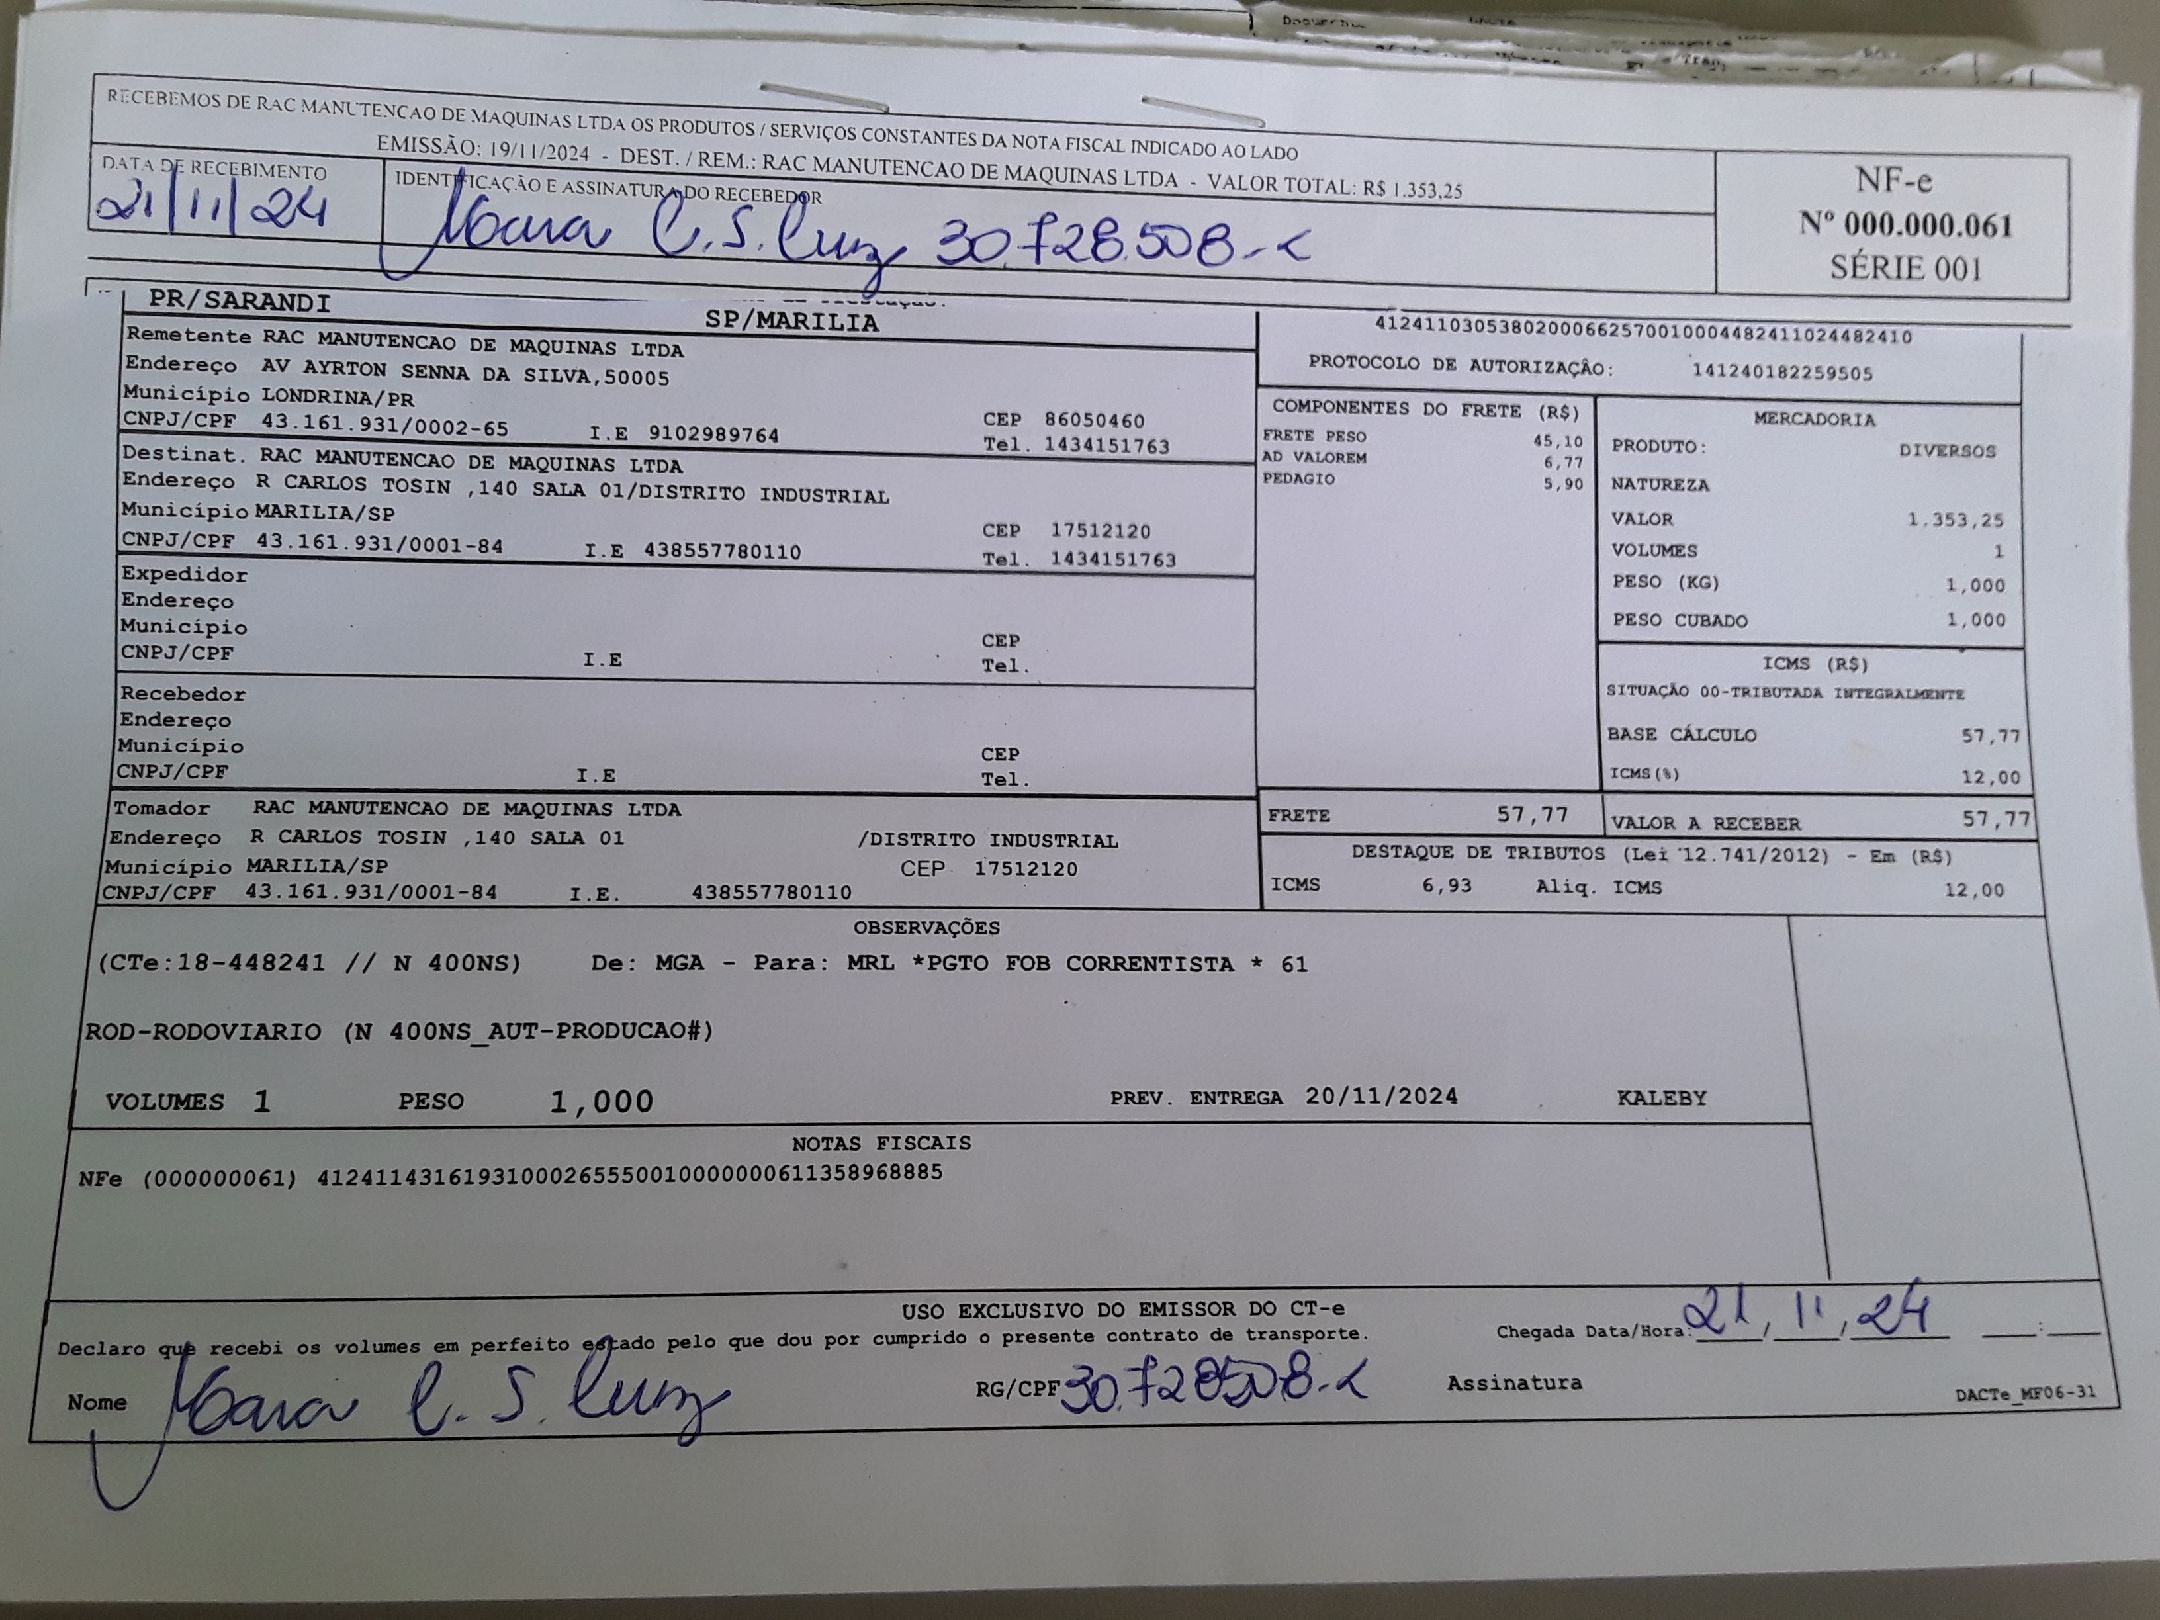 RECEBEMOS DE RAC MANUTENCAO DE MAQUINAS LTDA OS PRODUTOS / SERVIÇOS CONSTANTES DA NOTA FISCAL INDICADO AO LADO
EMISSÃO: 19/11/2024 - DEST. / REM.: RAC MANUTENCAO DE MAQUINAS LTDA - VALOR TOTAL: R$ 1.353,25
DATA DE RECEBIMENTO
21/11/24
IDENTIFICAÇÃO E ASSINATURA DO RECEBEDOR
C. S. Luz 30.728.508-
NF-e
Nº 000.000.061
SÉRIE 001
PR/SARANDI
SP/MARILIA
Remetente RAC MANUTENCAO DE MAQUINAS LTDA
Endereço AV AYRTON SENNA DA SILVA,50005
Município LONDRINA/PR
CEP 86050460
CNPJ/CPF 43.161.931/0002-65 I.E 9102989764 Tel. 1434151763
Destinat. RAC MANUTENCAO DE MAQUINAS LTDA
Endereço R CARLOS TOSIN ,140 SALA 01/DISTRITO INDUSTRIAL
Município MARILIA/SP CEP 17512120
CNPJ/CPF 43.161.931/0001-84 I.E 438557780110 Tel. 1434151763
Expedidor
Endereço
Município CEP
CNPJ/CPF I.E Tel.
Recebedor
Endereço
Município CEP
CNPJ/CPF I.E Tel.
Tomador RAC MANUTENCAO DE MAQUINAS LTDA
Endereço R CARLOS TOSIN ,140 SALA 01 /DISTRITO INDUSTRIAL
Município MARILIA/SP CEP 17512120
CNPJ/CPF 43.161.931/0001-84 I.E. 438557780110
41241103053802000662570010004482411024482410
PROTOCOLO DE AUTORIZAÇÂO: 141240182259505
COMPONENTES DO FRETE (R$)
FRETE PESO 45,10
AD VALOREM 6,77
PEDAGIO 5,90
MERCADORIA
PRODUTO: DIVERSOS
NATUREZA
VALOR 1.353,25
VOLUMES 1
PESO (KG) 1,000
PESO CUBADO 1,000
ICMS (R$)
SITUAÇÃO 00-TRIBUTADA INTEGRALMENTE
BASE CÁLCULO 57,77
ICMS(%) 12,00
FRETE 57,77 VALOR A RECEBER 57,77
DESTAQUE DE TRIBUTOS (Lei 12.741/2012) - Em (R$)
ICMS 6,93 Aliq. ICMS 12,00
OBSERVAÇÕES
(CTe:18-448241 // N 400NS) De: MGA - Para: MRL *PGTO FOB CORRENTISTA * 61
ROD-RODOVIARIO (N 400NS_AUT-PRODUCAO#)
VOLUMES 1 PESO 1,000 PREV. ENTREGA 20/11/2024 KALEBY
NOTAS FISCAIS
NFe (000000061) 41241143161931000265550010000000611358968885
USO EXCLUSIVO DO EMISSOR DO CT-e
Declaro que recebi os volumes em perfeito estado pelo que dou por cumprido o presente contrato de transporte.
Chegada Data/Hora: 21/11/24 :
Nome C. S. Luz RG/CPF 30.728508- Assinatura
DACTe_MF06-31